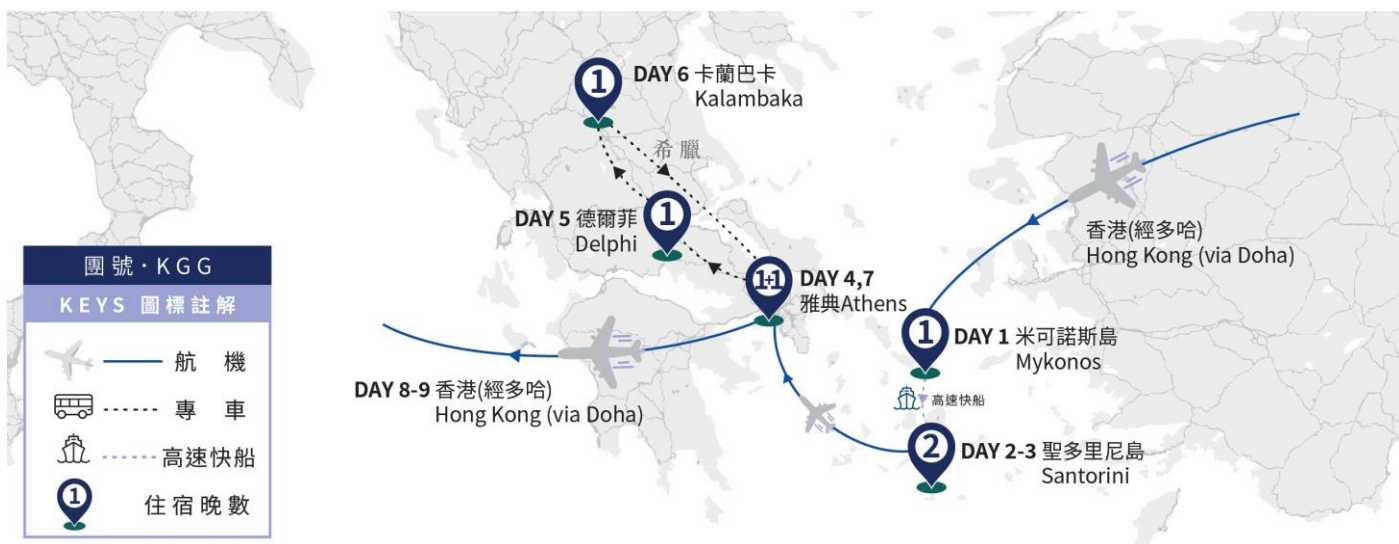 1
DAY 6 卡蘭巴卡
Kalambaka
希臘
1
DAY 5 德爾菲
Delphi
香港(經多哈)
Hong Kong (via Doha)
1+1
DAY 4,7
雅典Athens
1
DAY 1 米可諾斯島
Mykonos
高速快船
2
DAY 2-3 聖多里尼島
Santorini
DAY 8-9 香港(經多哈)
Hong Kong (via Doha)
團號·KGG
KEYS 圖標註解
航 機
專 車
高速快船
1
住宿晚數